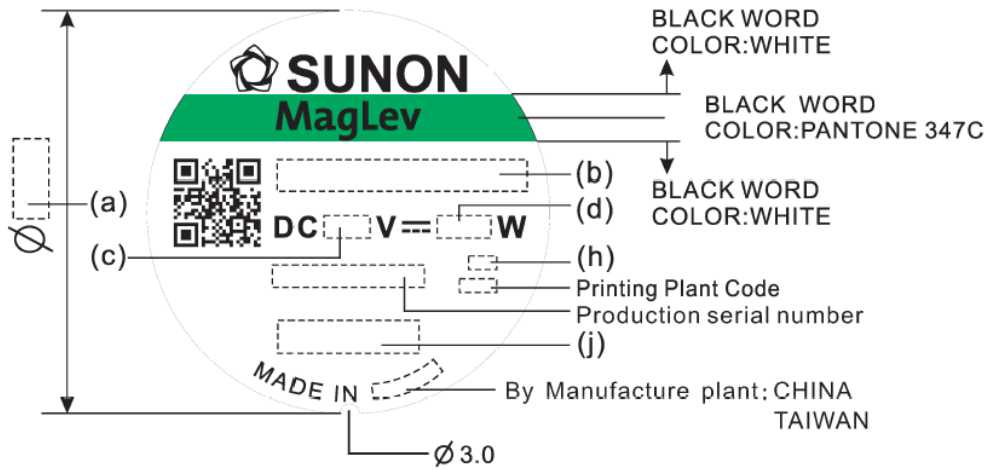 BLACK WORD
COLOR:WHITE
SUNON
MagLev
BLACK WORD
COLOR:PANTONE 347C
(b)
BLACK WORD
COLOR:WHITE
(a)
(d)
DC V W
(c)
(h)
Printing Plant Code
Production serial number
(j)
MADE IN
By Manufacture plant: CHINA
TAIWAN
Ø
Ø 3.0